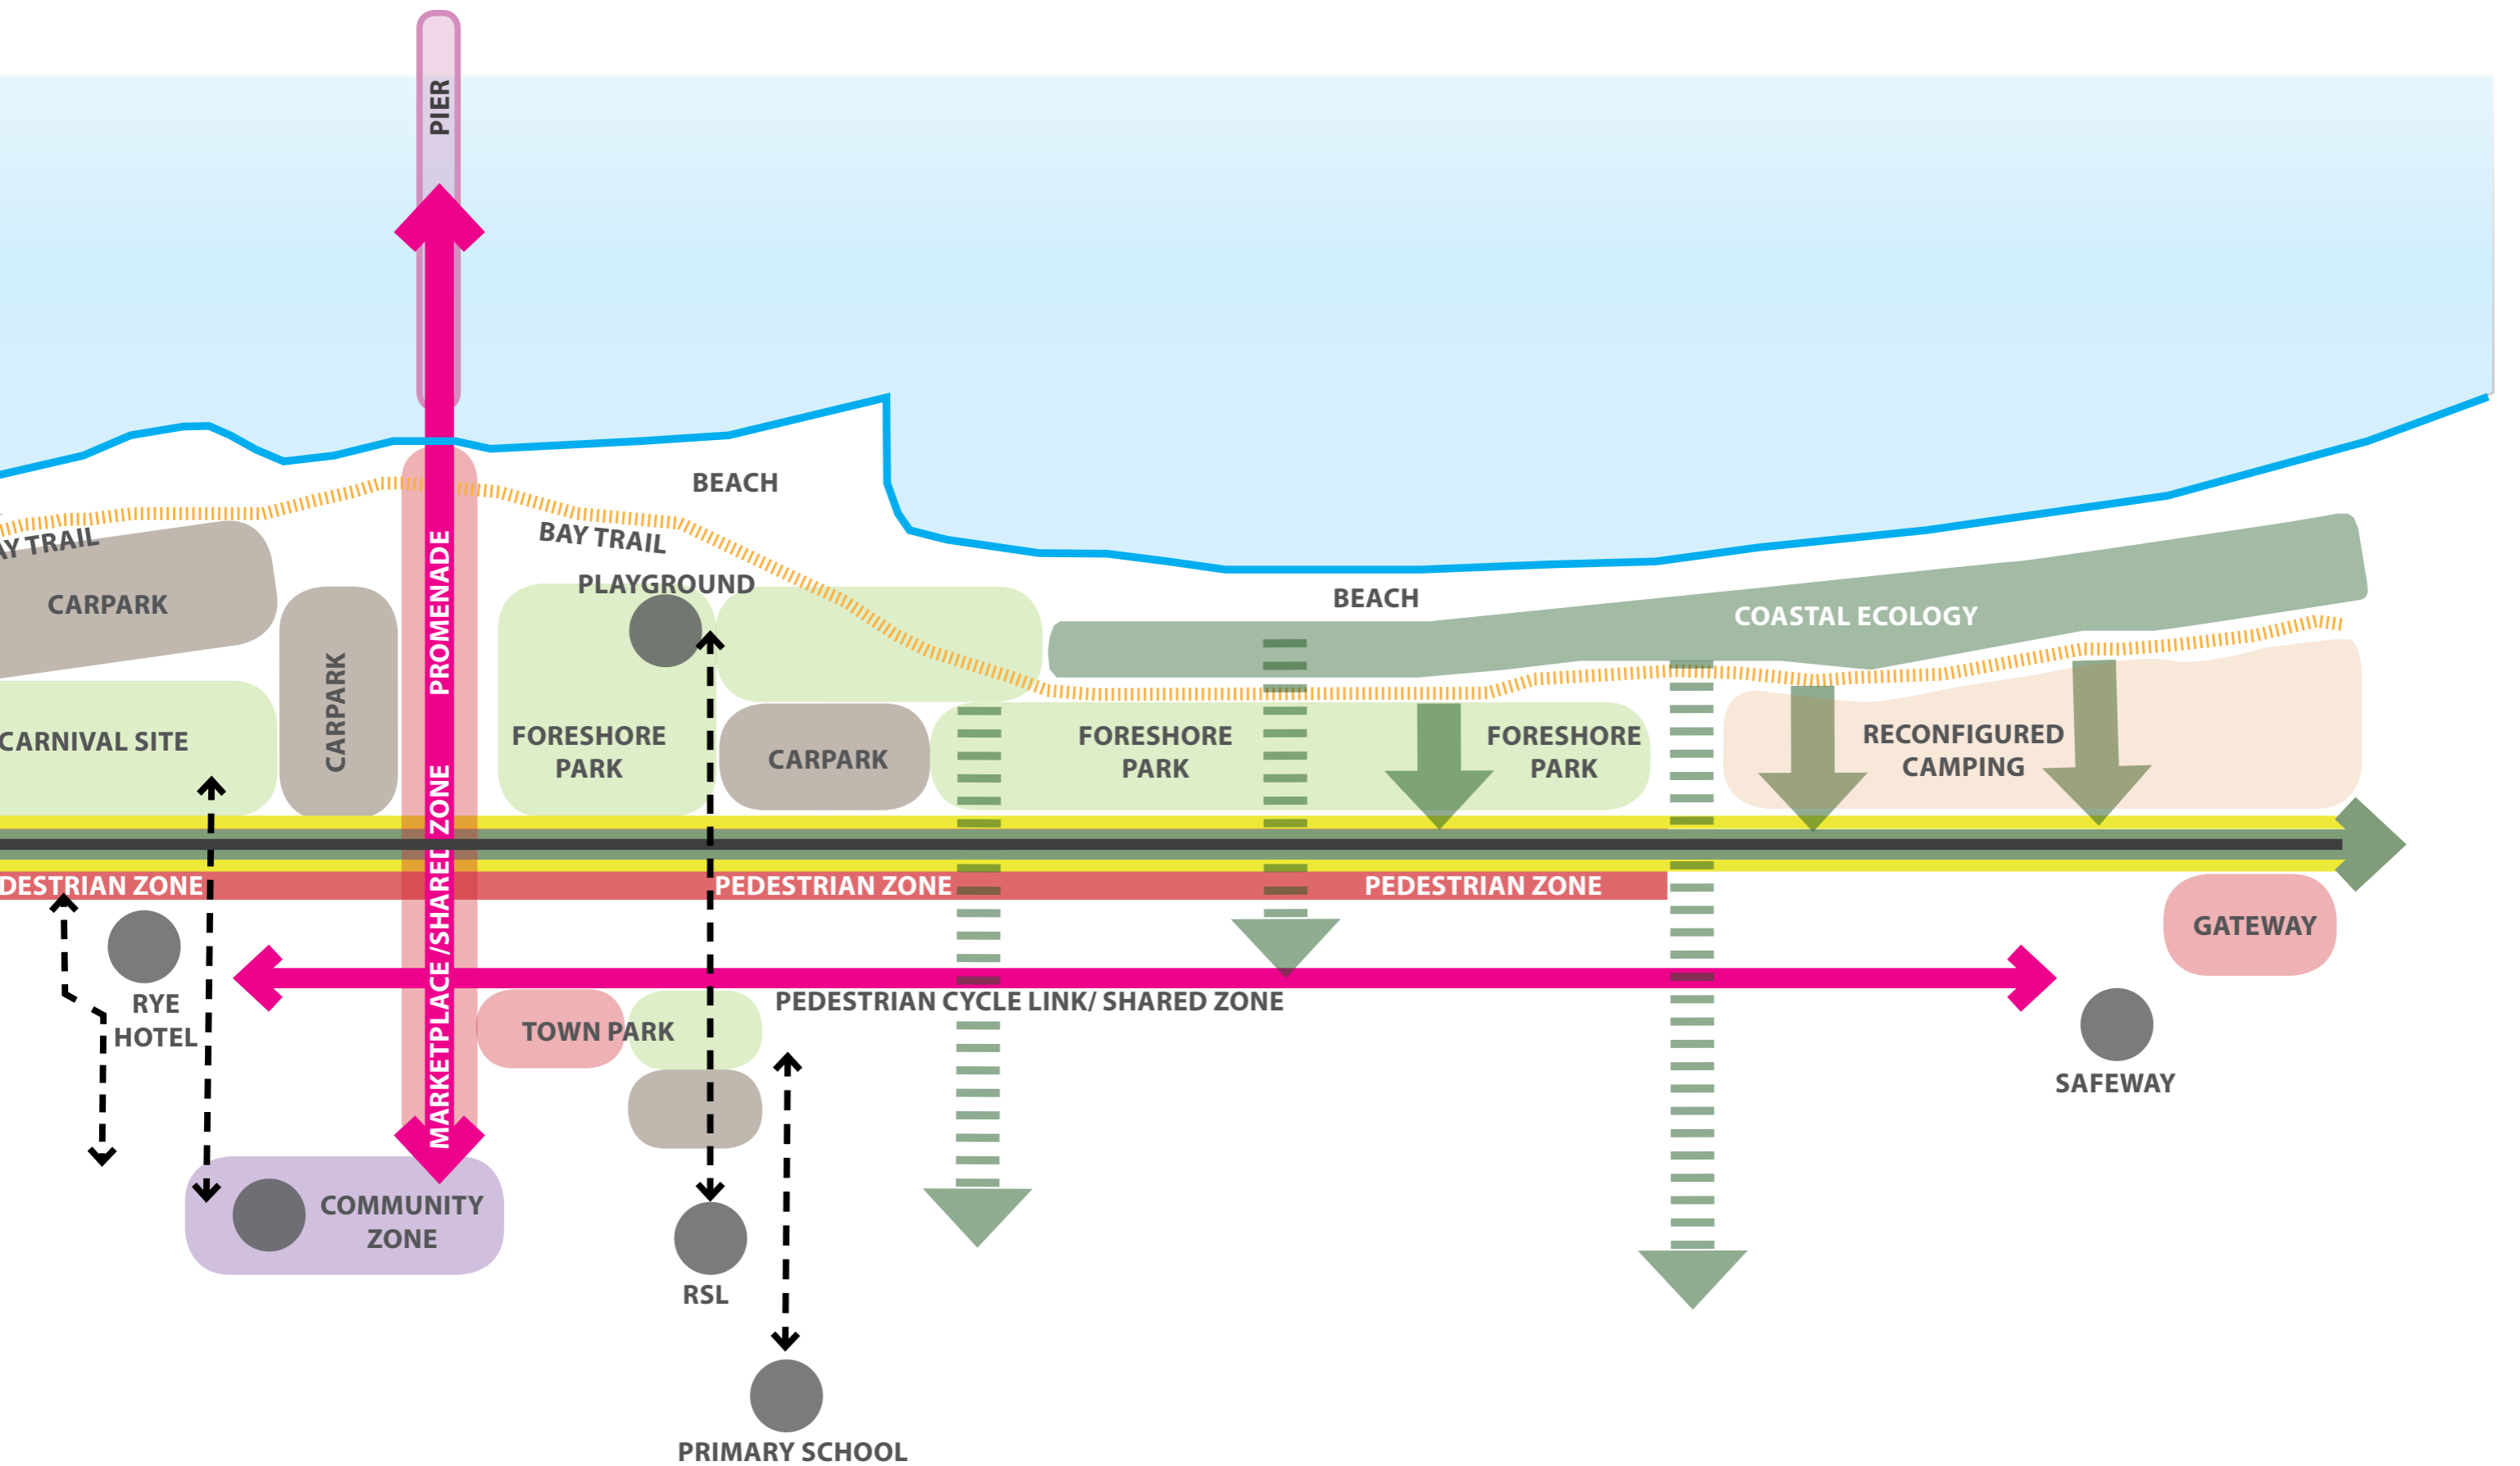 PIER
BEACH
BAY TRAIL
AY TRAIL
PLAYGROUND
BEACH
CARPARK
COASTAL ECOLOGY
PROMENADE
CARPARK
CARNIVAL SITE
FORESHORE
PARK
CARPARK
FORESHORE
PARK
FORESHORE
PARK
RECONFIGURED
CAMPING
MARKETPLACE /SHARED ZONE
DESTRIAN ZONE
PEDESTRIAN ZONE
PEDESTRIAN ZONE
GATEWAY
RYE
HOTEL
PEDESTRIAN CYCLE LINK/ SHARED ZONE
TOWN PARK
SAFEWAY
COMMUNITY
ZONE
RSL
PRIMARY SCHOOL